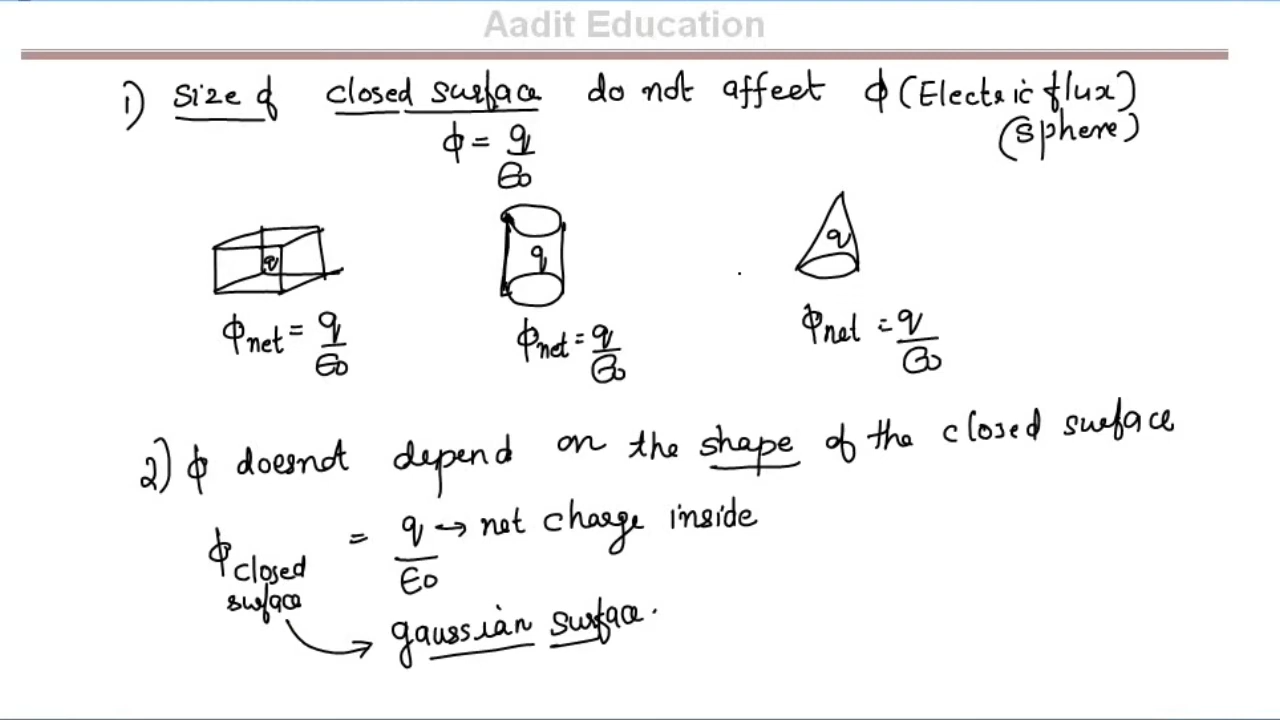 Aadit Education
1) size of closed surface do not affect ϕ (Electric flux)
(sphere)
ϕ = q/ε0
q q q
ϕnet = q/ε0 ϕnet = q/ε0 ϕnet = q/ε0
2) ϕ doesnot depend on the shape of the closed surface
ϕ closed surface = q/ε0 → net charge inside
→ gaussian surface.